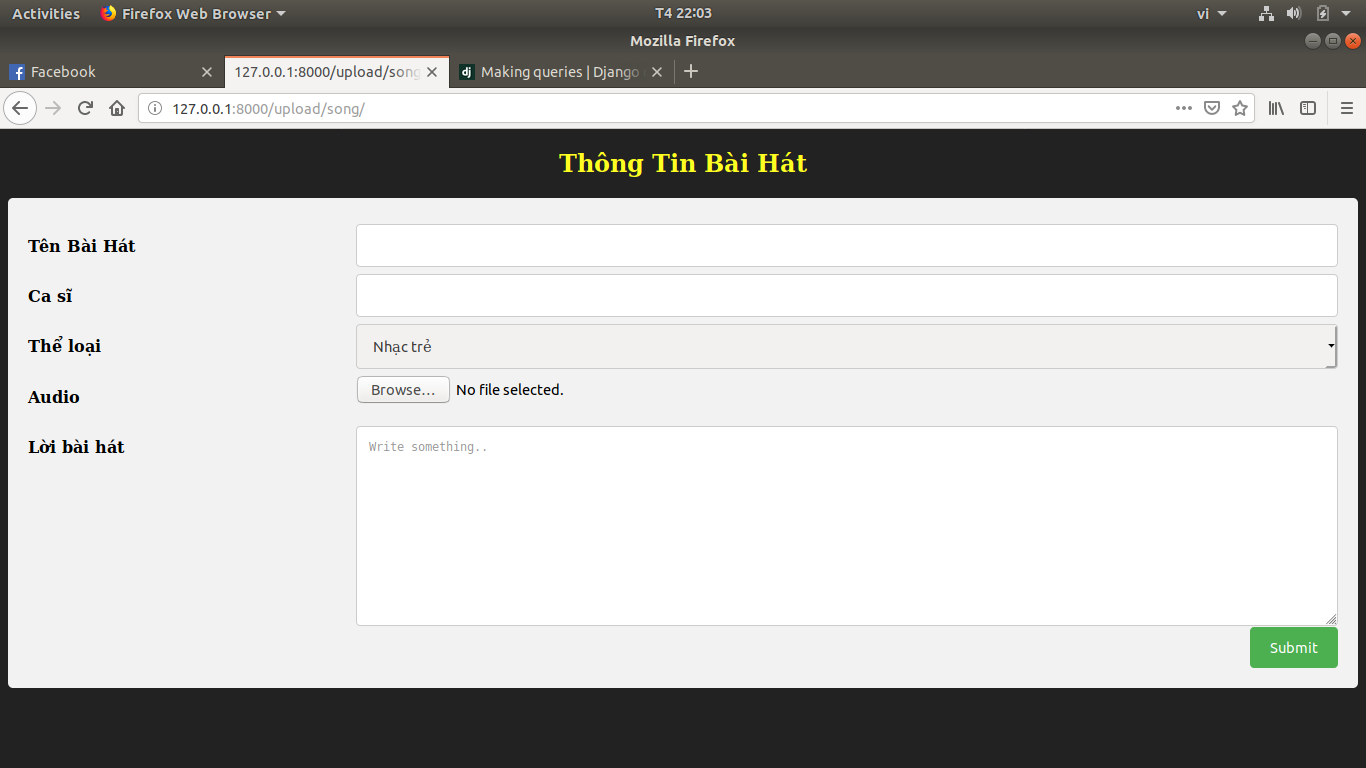 Activities Firefox Web Browser T4 22:03 vi
Mozilla Firefox
Facebook 127.0.0.1:8000/upload/song Making queries | Django
127.0.0.1:8000/upload/song/
Thông Tin Bài Hát
Tên Bài Hát
Ca sĩ
Thể loại Nhạc trẻ
Audio Browse... No file selected.
Lời bài hát Write something..
Submit